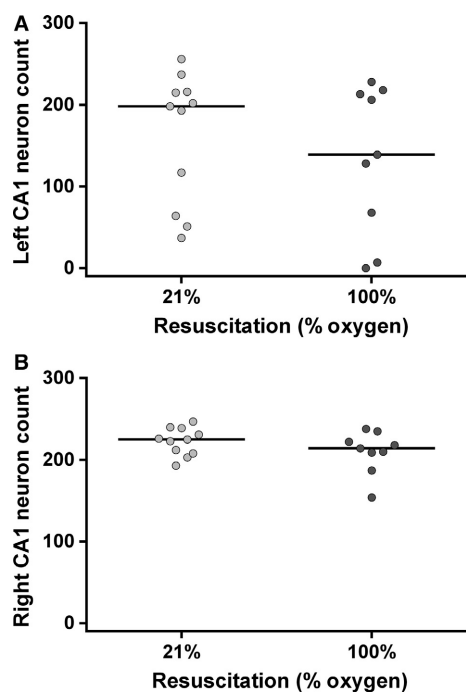 A
Left CA1 neuron count
300
200
100
0
21%
100%
Resuscitation (% oxygen)
B
Right CA1 neuron count
300
200
100
0
21%
100%
Resuscitation (% oxygen)